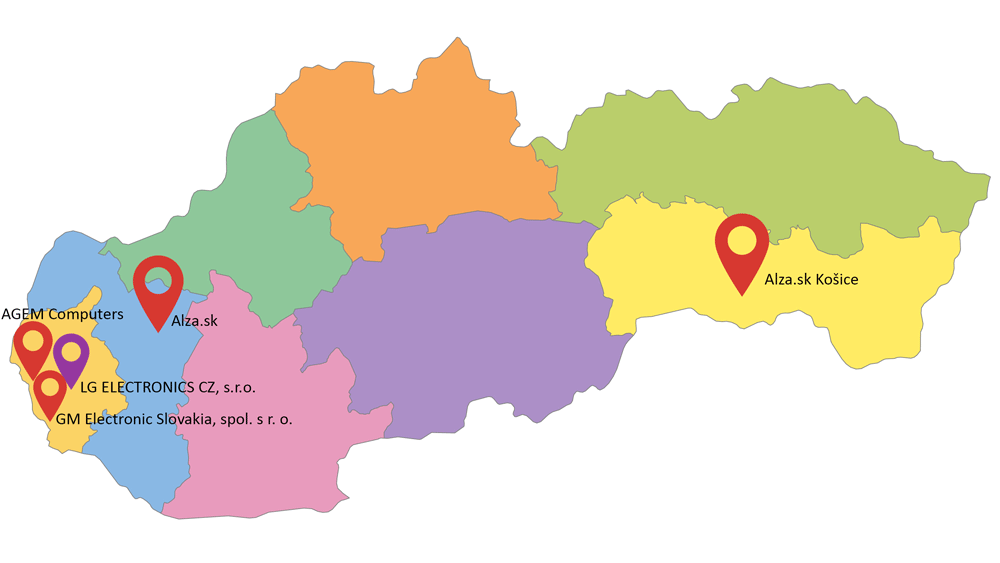 Alza.sk Košice
AGEM Computers
Alza.sk
LG ELECTRONICS CZ, s.r.o.
GM Electronic Slovakia, spol. s r. o.